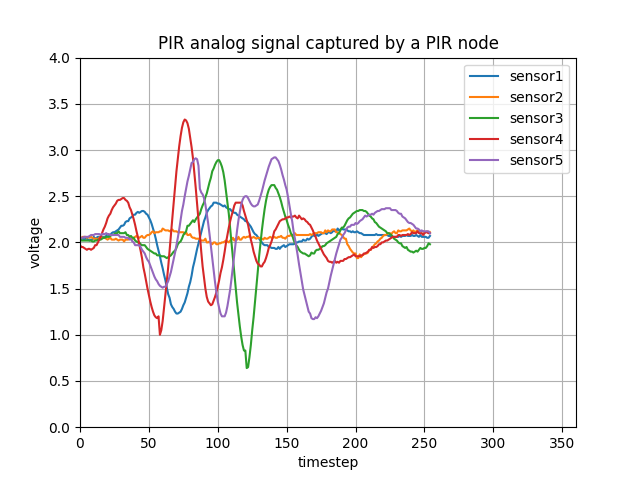 PIR analog signal captured by a PIR node
4.0
3.5
3.0
2.5
2.0
1.5
1.0
0.5
0.0
voltage
sensor1
sensor2
sensor3
sensor4
sensor5
0 50 100 150 200 250 300 350
timestep